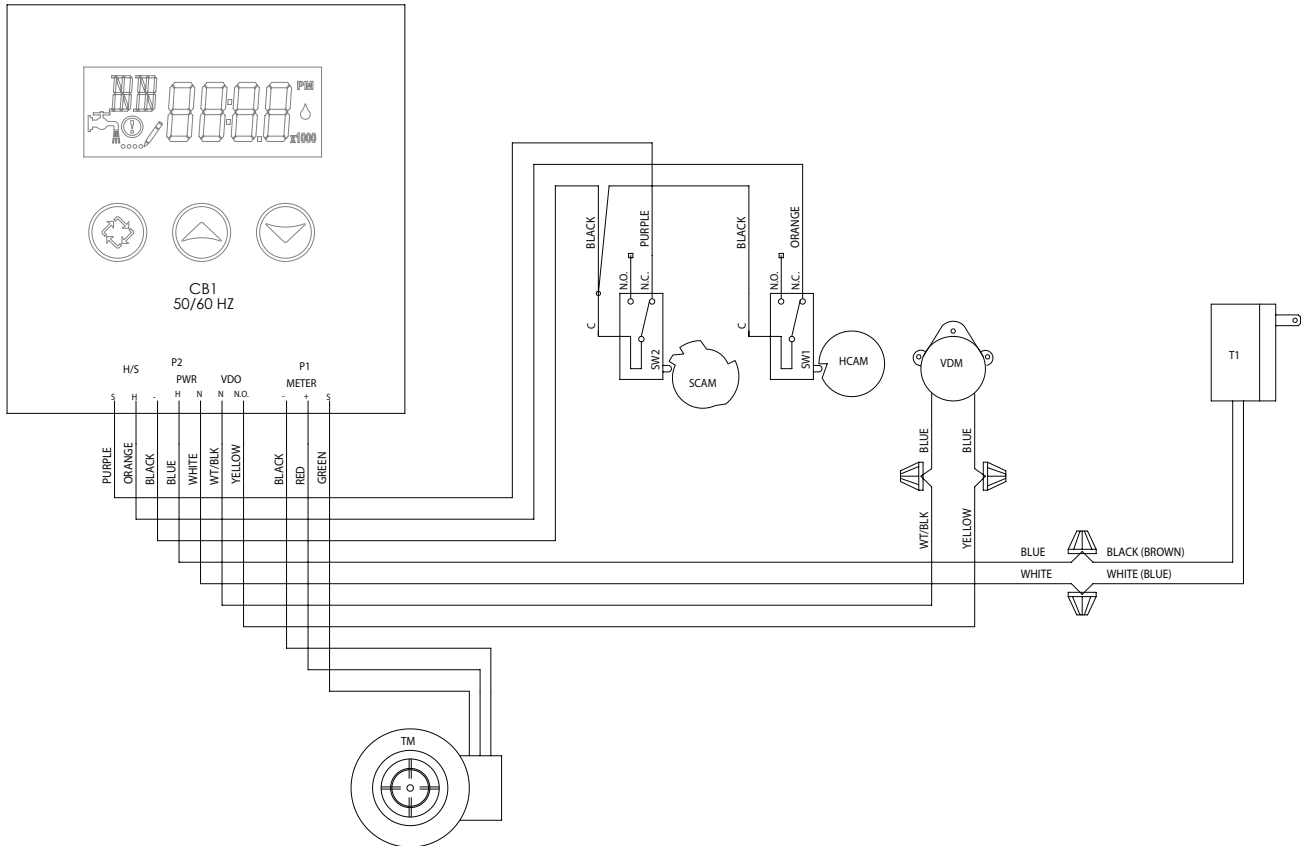 PM
x1000
CB1
50/60 HZ
H/S
P2
PWR
VDO
P1
METER
S
H
-
H
N
N
N.O.
-
+
S
PURPLE
ORANGE
BLACK
BLUE
WHITE
WT/BLK
YELLOW
BLACK
RED
GREEN
BLACK
PURPLE
N.O.
N.C.
C
SW2
SCAM
BLACK
ORANGE
N.O.
N.C.
C
SW1
HCAM
VDM
BLUE
BLUE
WT/BLK
YELLOW
T1
BLUE
BLACK (BROWN)
WHITE
WHITE (BLUE)
TM